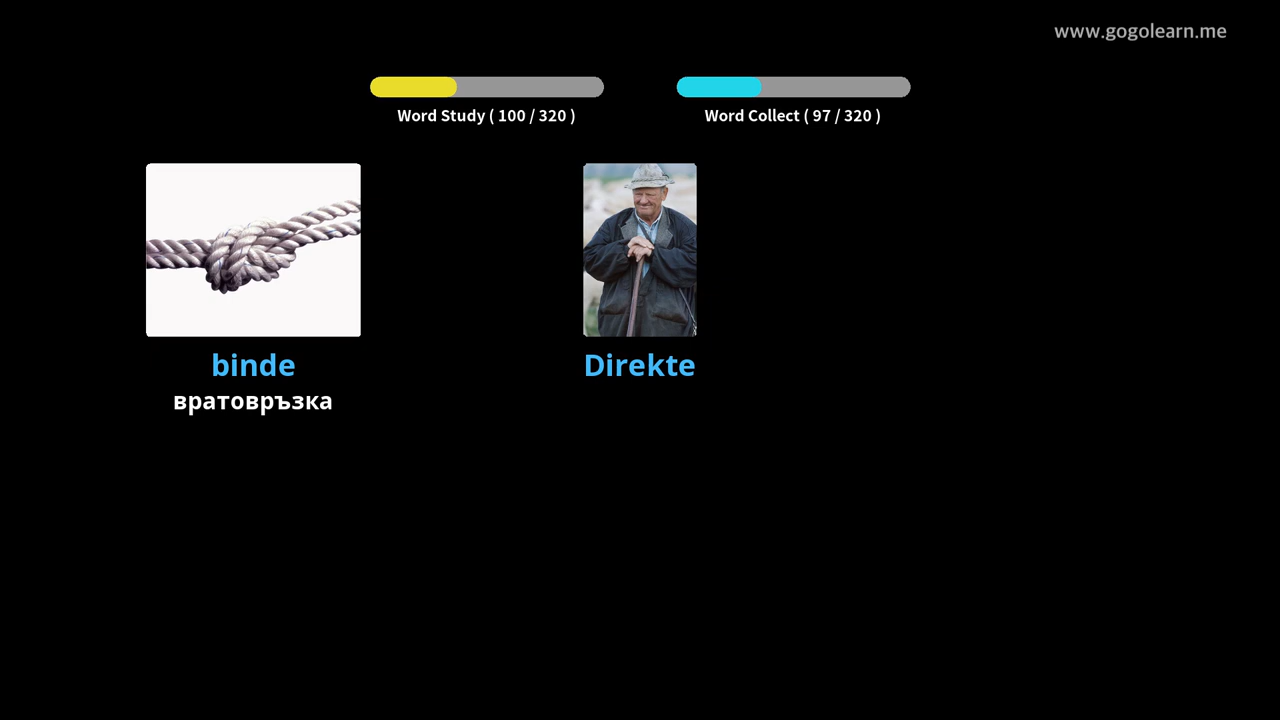 www.gogolearn.me
Word Study ( 100 / 320 )
Word Collect ( 97 / 320 )
binde
вратовръзка
Direkte